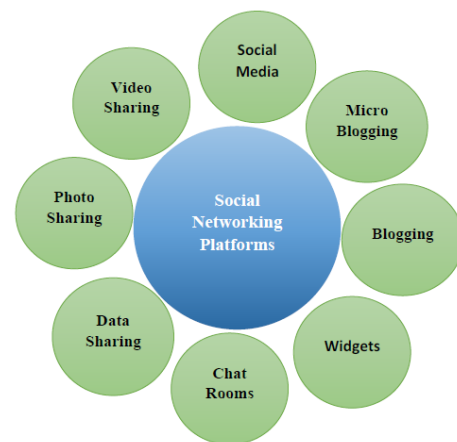 Social
Media
Video
Sharing
Micro
Blogging
Photo
Sharing
Social
Networking
Platforms
Blogging
Data
Sharing
Widgets
Chat
Rooms